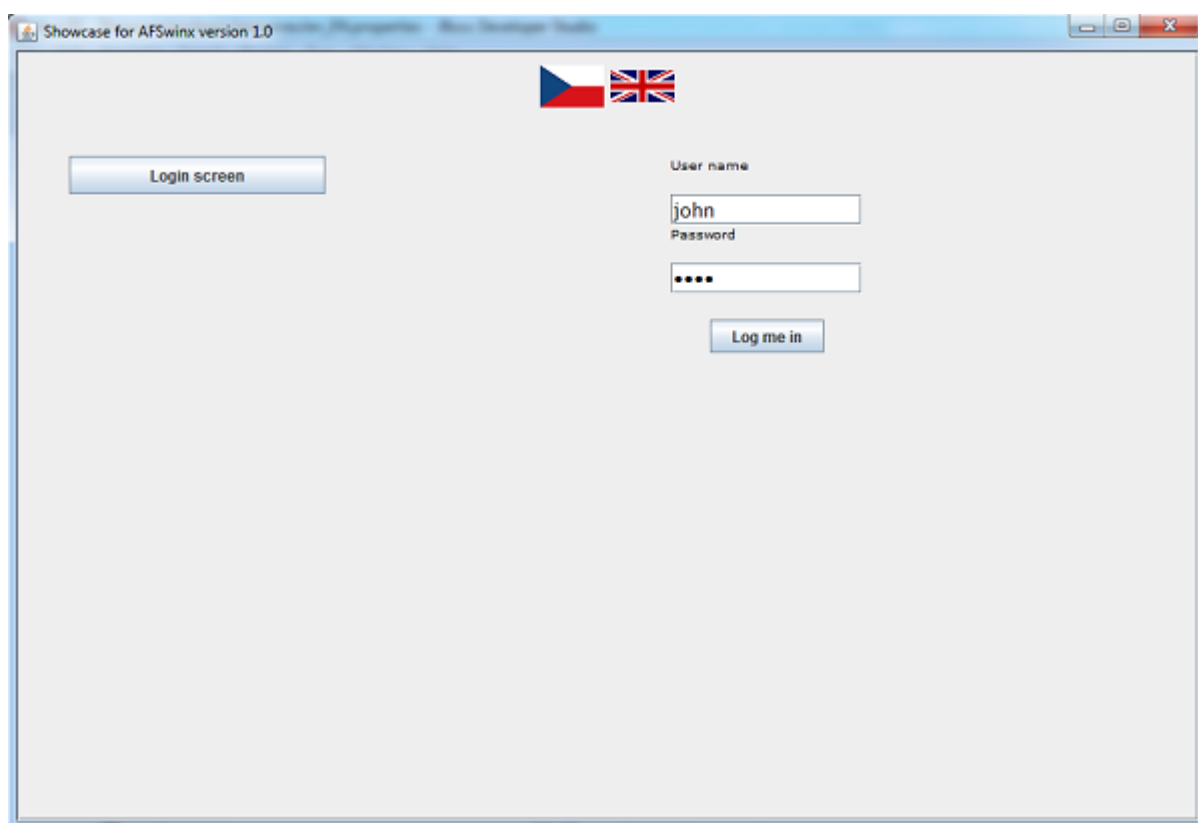 Showcase for AFSwinx version 1.0
Login screen
User name
john
Password
••••
Log me in